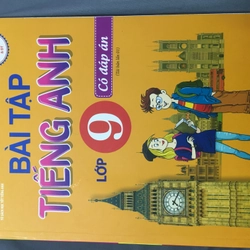 BÀI TẬP
TIẾNG ANH
LỚP 9
Có đáp án